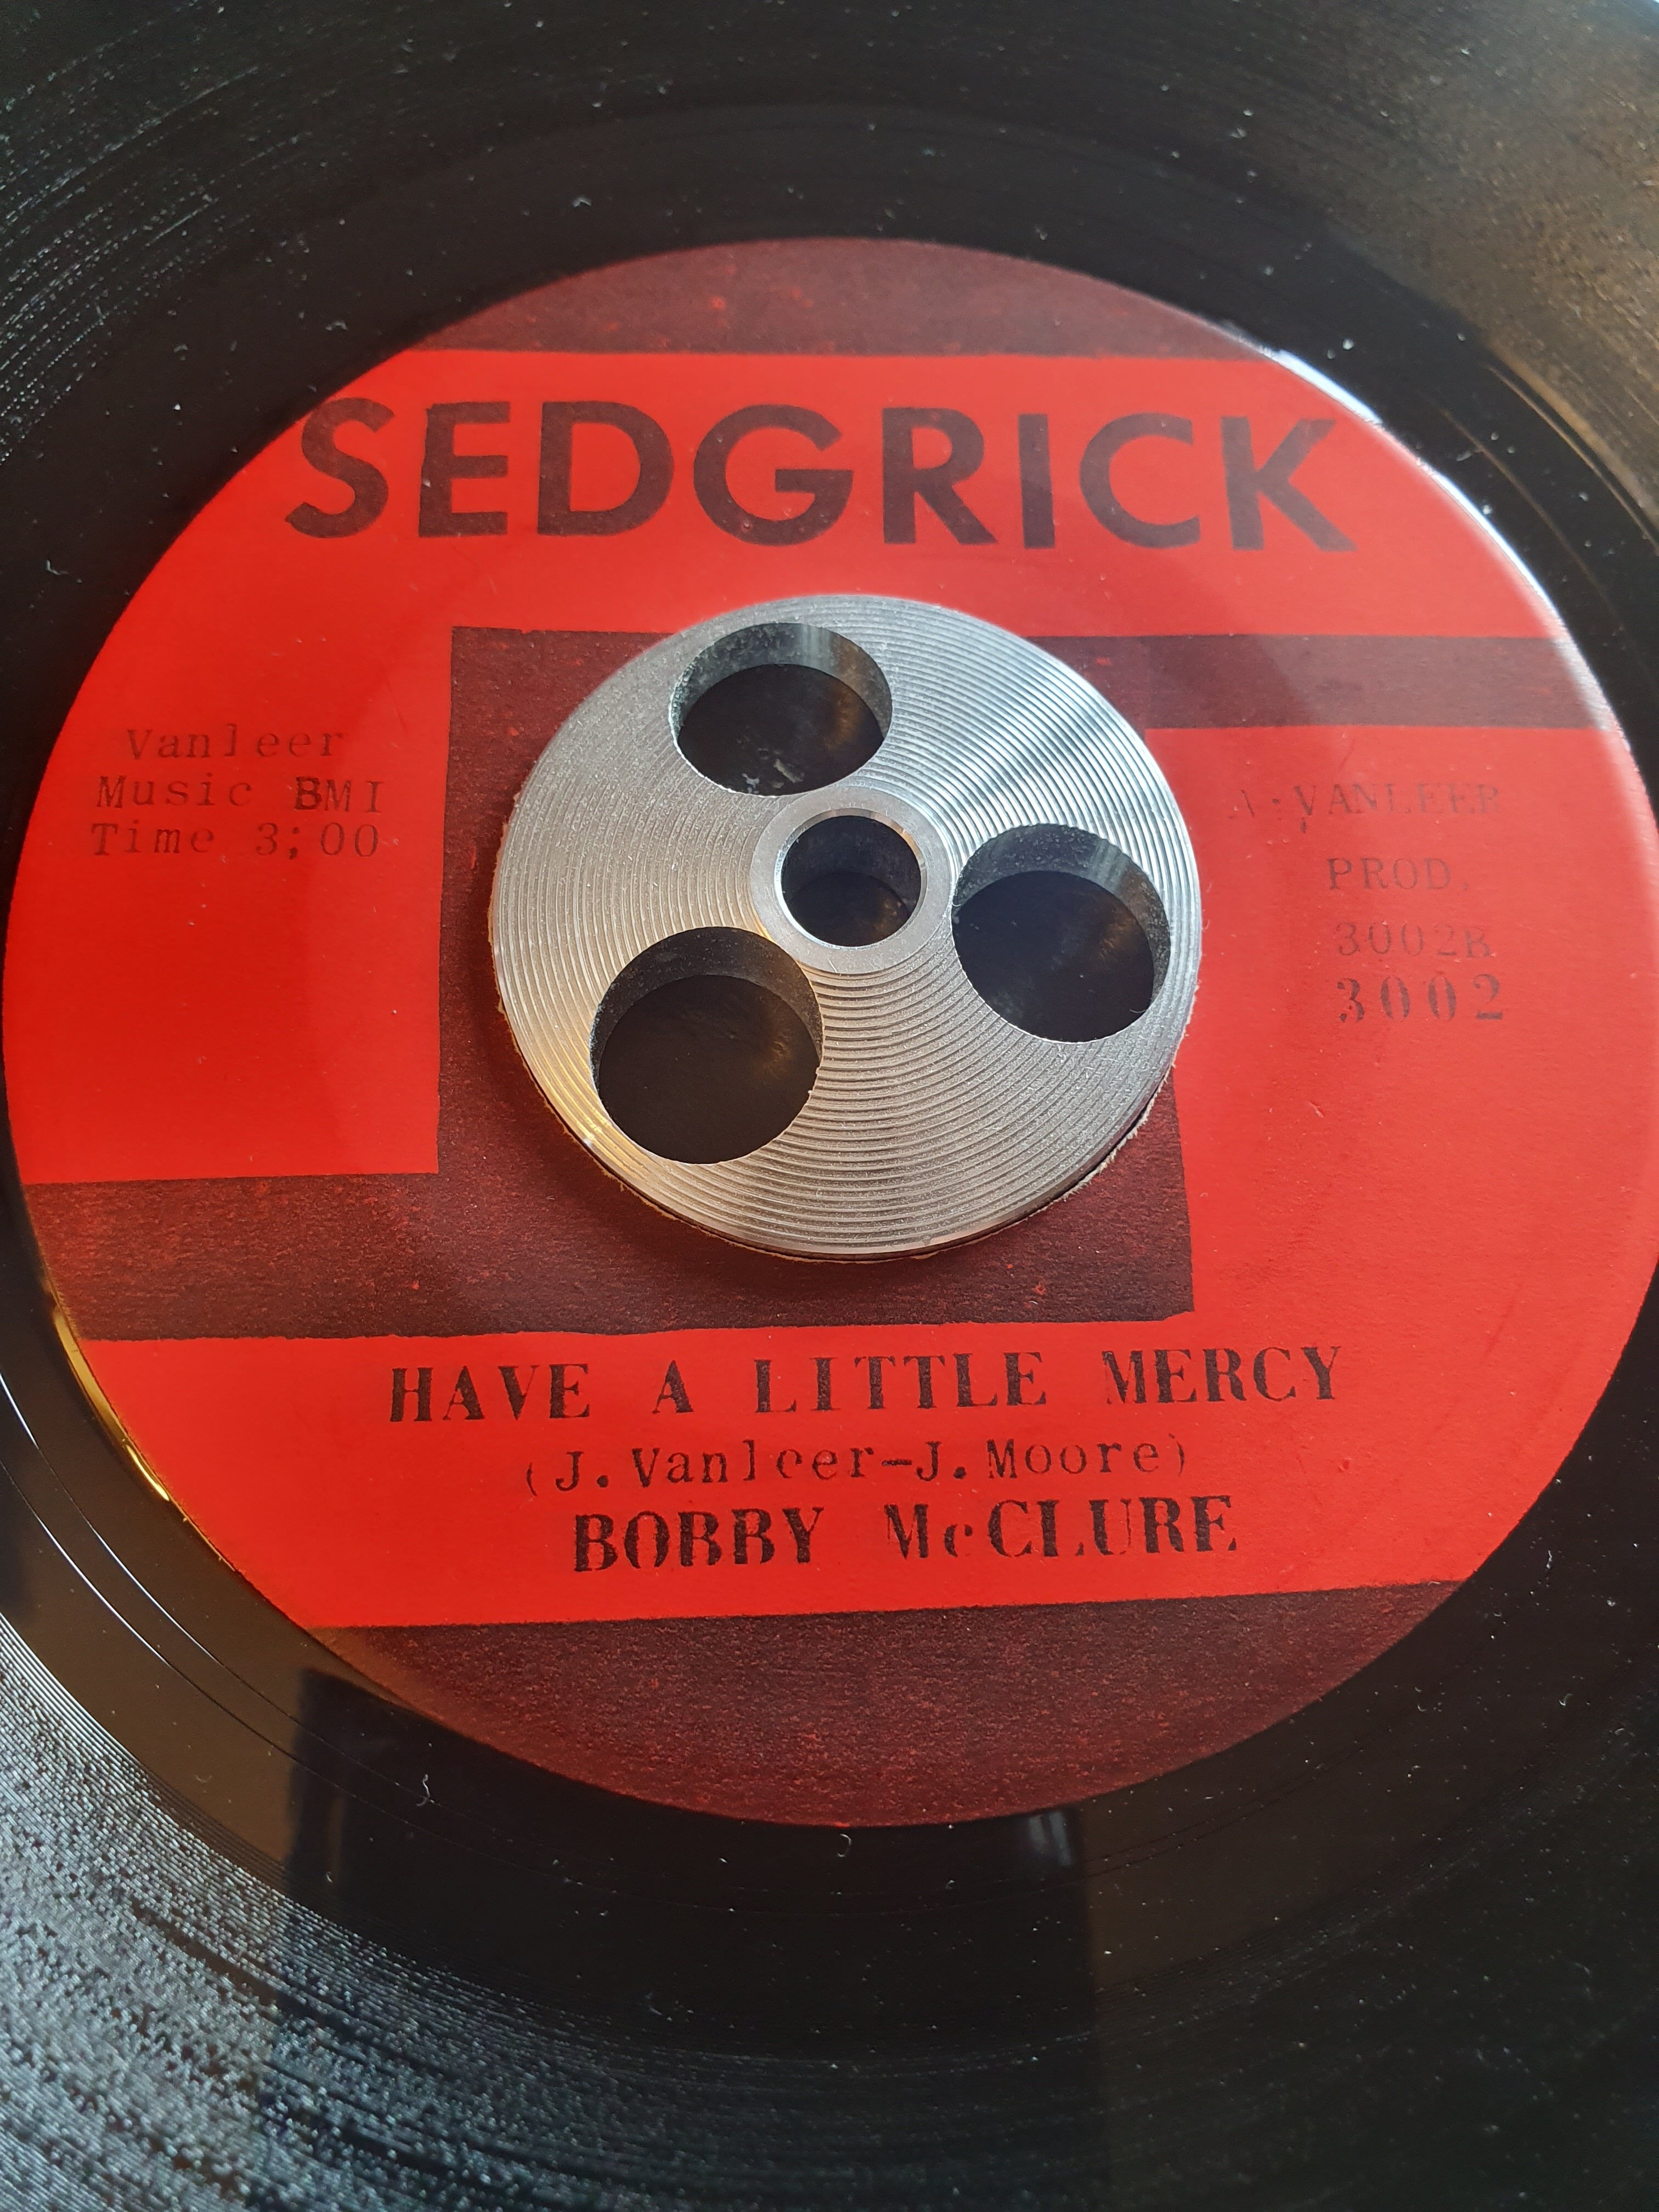 SEDGRICK
Vanleer
Music BMI
Time 3;00
A·VANLEER
PROD.
3002B
3002
HAVE A LITTLE MERCY
(J.Vanleer-J.Moore)
BOBBY McCLURE